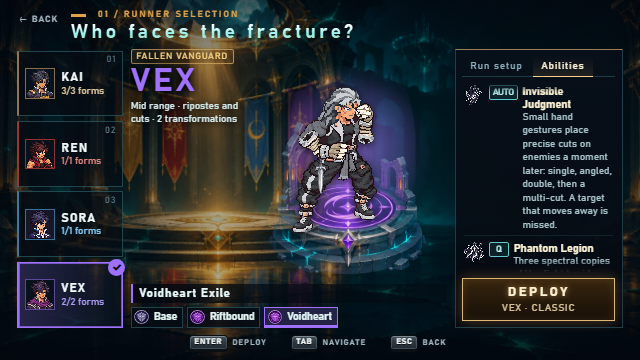 ← BACK
01 / RUNNER SELECTION
Who faces the fracture?
01
KAI
3/3 forms
02
REN
1/1 forms
03
SORA
1/1 forms
VEX
2/2 forms
FALLEN VANGUARD
VEX
Mid range · ripostes and
cuts · 2 transformations
Voidheart Exile
Base
Riftbound
Voidheart
Run setup
Abilities
AUTO
Invisible
Judgment
Small hand
gestures place
precise cuts on
enemies a moment
later: single, angled,
double, then a
multi-cut. A target
that moves away is
missed.
Q
Phantom Legion
Three spectral copies
DEPLOY
VEX · CLASSIC
ENTER DEPLOY
TAB NAVIGATE
ESC BACK